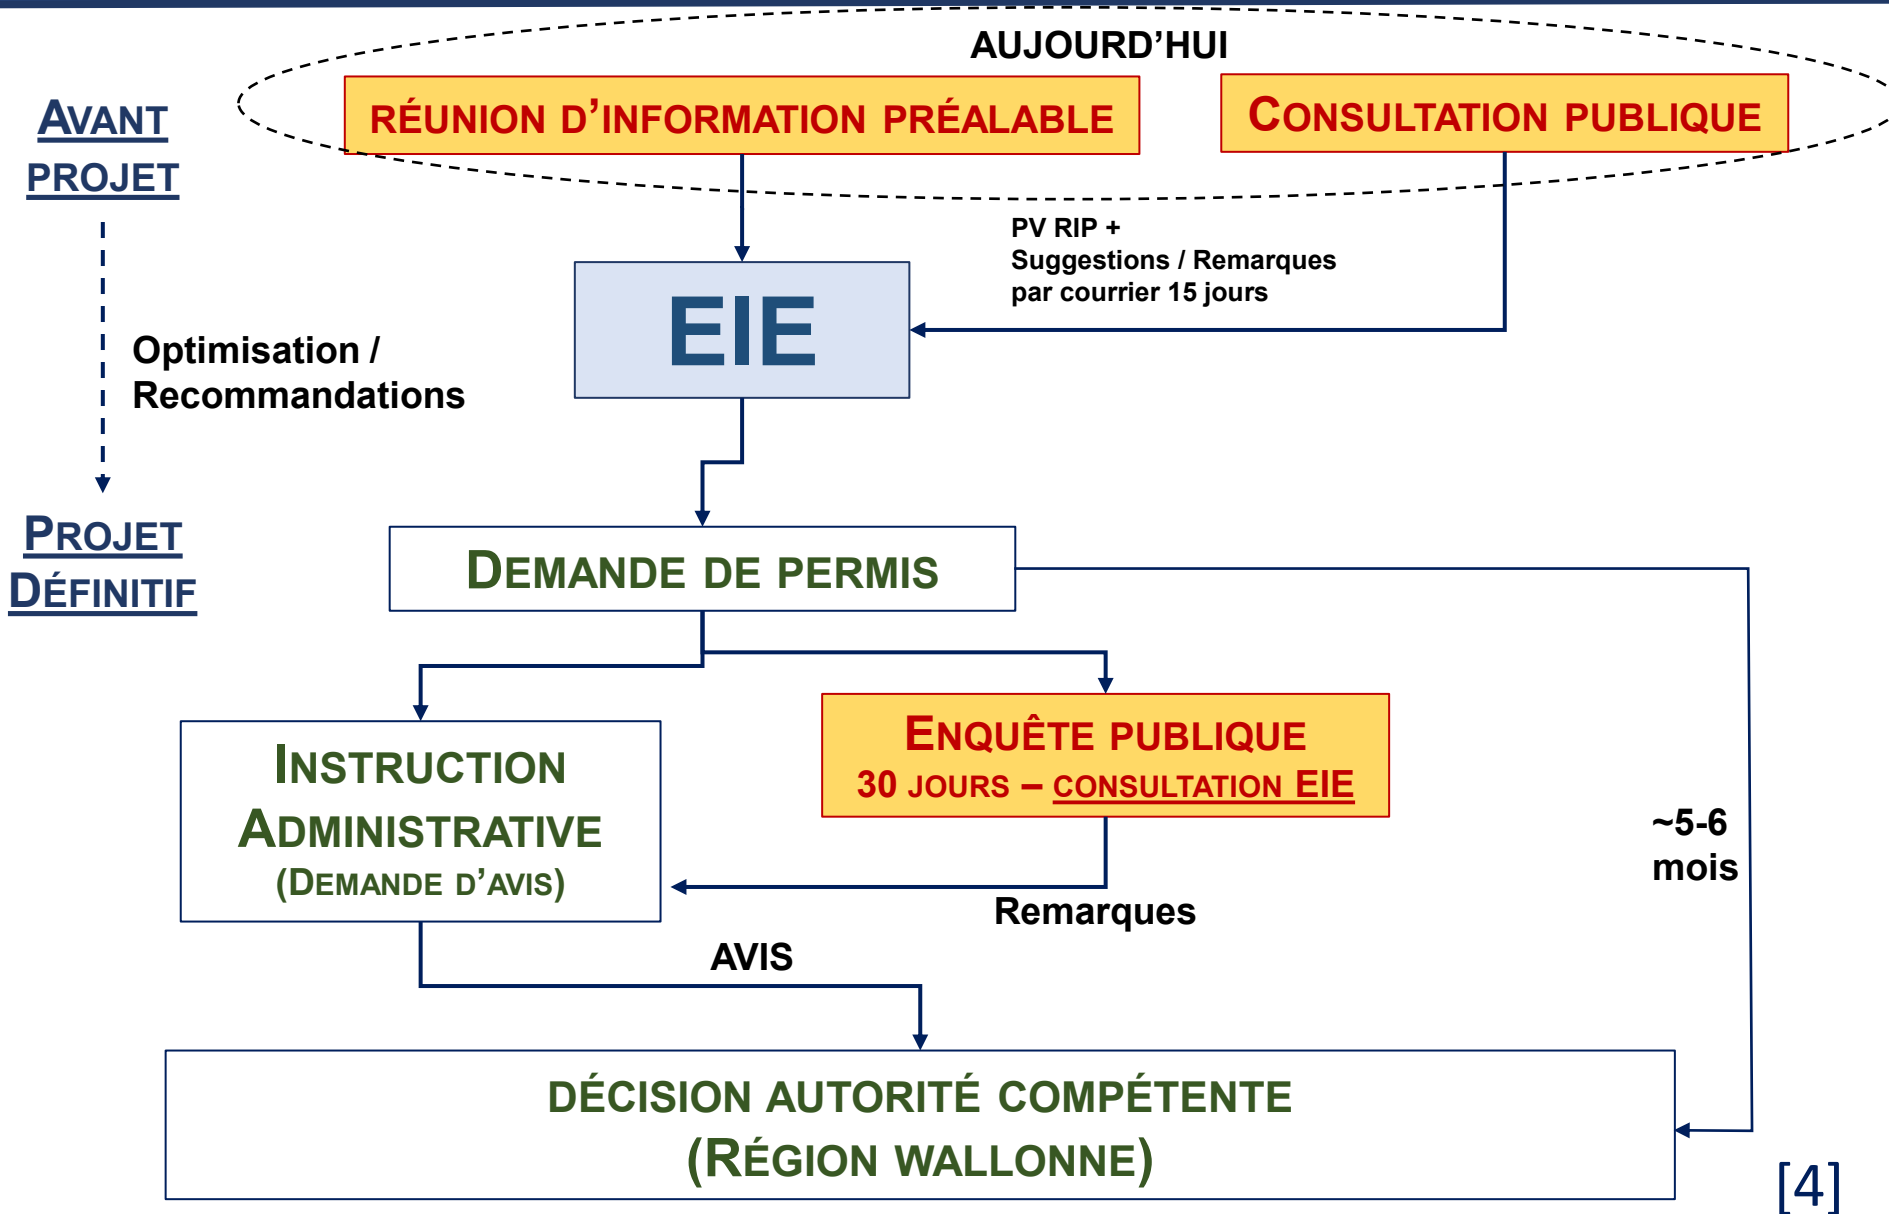 AUJOURD’HUI
AVANT
PROJET
RÉUNION D’INFORMATION PRÉALABLE
CONSULTATION PUBLIQUE
PV RIP +
Suggestions / Remarques
par courrier 15 jours
EIE
Optimisation /
Recommandations
PROJET
DÉFINITIF
DEMANDE DE PERMIS
INSTRUCTION
ADMINISTRATIVE
(DEMANDE D’AVIS)
ENQUÊTE PUBLIQUE
30 JOURS – CONSULTATION EIE
~5-6
mois
Remarques
AVIS
DÉCISION AUTORITÉ COMPÉTENTE
(RÉGION WALLONNE)
[4]